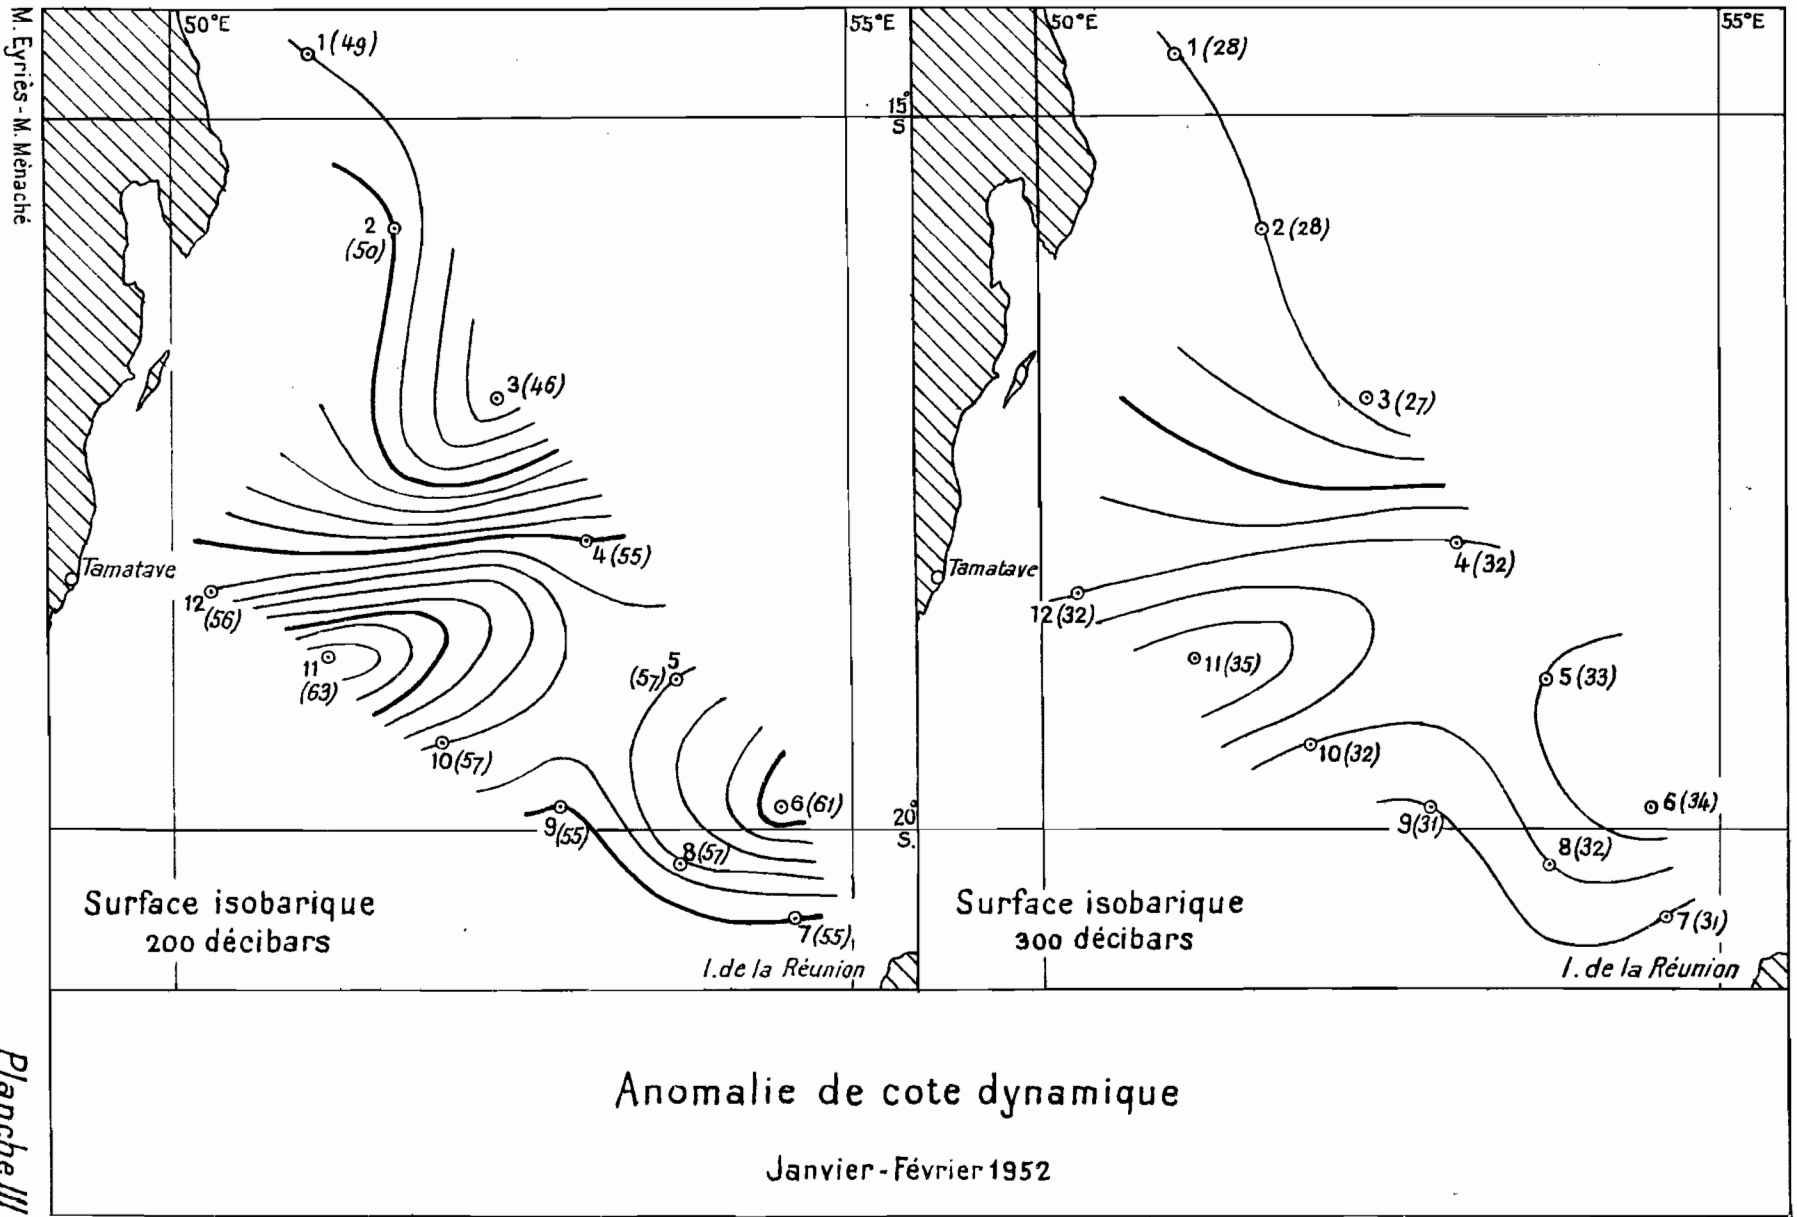 M. Eyriès - M. Ménaché
50°E
55°E
1 (49)
15°
S
2
(50)
3 (46)
4 (55)
Tamatave
12
(56)
11
(63)
5
(57)
10 (57)
6 (61)
20°
S.
9 (55)
8 (57)
7 (55)
Surface isobarique
200 décibars
I. de la Réunion
50°E
55°E
1 (28)
2 (28)
3 (27)
4 (32)
Tamatave
12 (32)
11 (35)
5 (33)
10 (32)
6 (34)
9 (31)
8 (32)
7 (31)
Surface isobarique
300 décibars
I. de la Réunion
Anomalie de cote dynamique
Janvier - Février 1952
Planche III